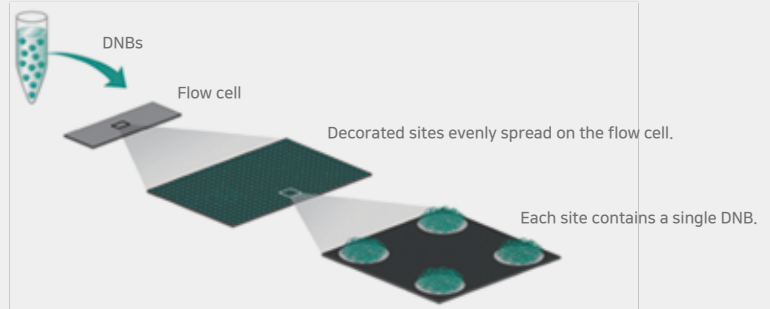 DNBs
Flow cell
Decorated sites evenly spread on the flow cell.
Each site contains a single DNB.